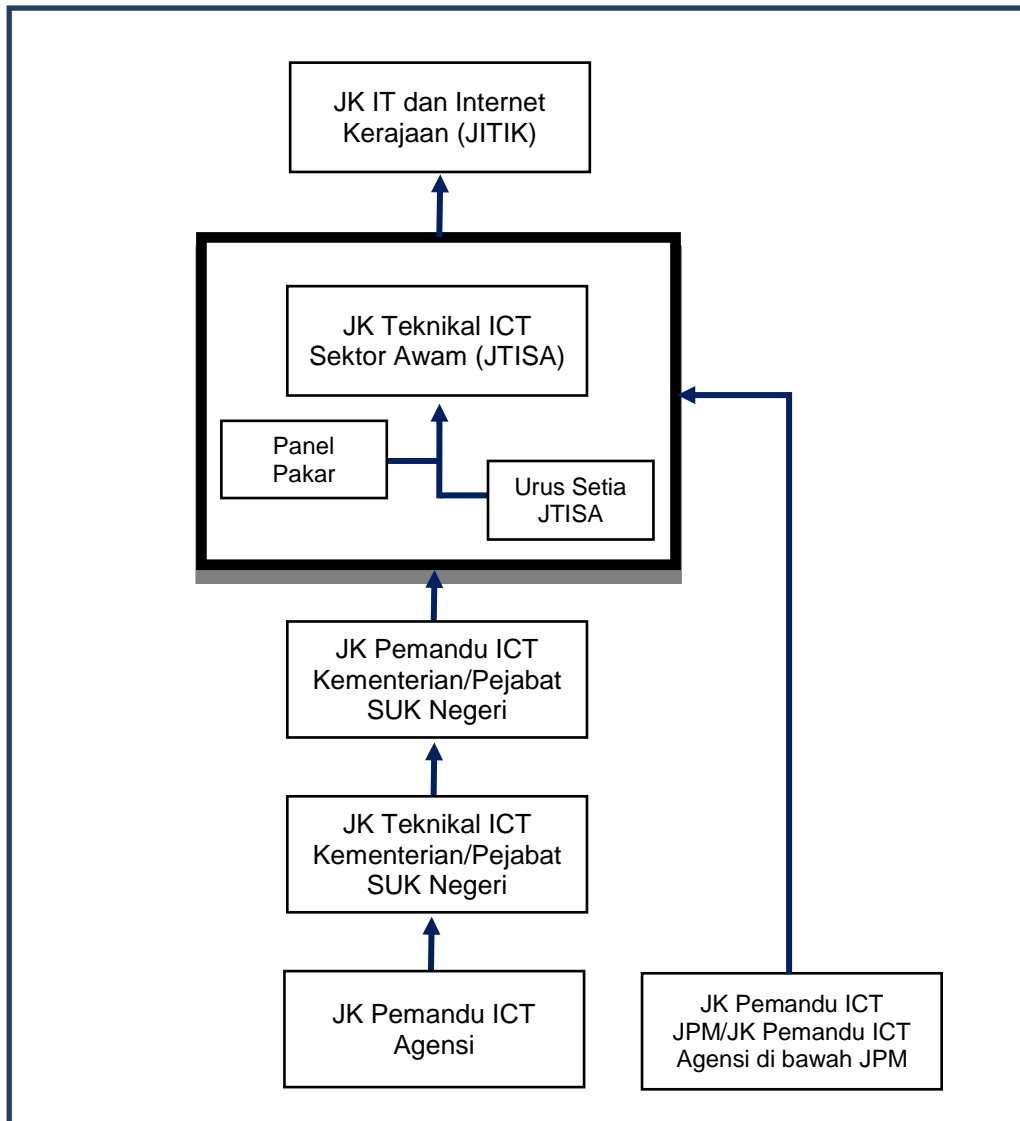 JK IT dan Internet
Kerajaan (JITIK)
JK Teknikal ICT
Sektor Awam (JTISA)
Panel
Pakar
Urus Setia
JTISA
JK Pemandu ICT
Kementerian/Pejabat
SUK Negeri
JK Teknikal ICT
Kementerian/Pejabat
SUK Negeri
JK Pemandu ICT
Agensi
JK Pemandu ICT
JPM/JK Pemandu ICT
Agensi di bawah JPM